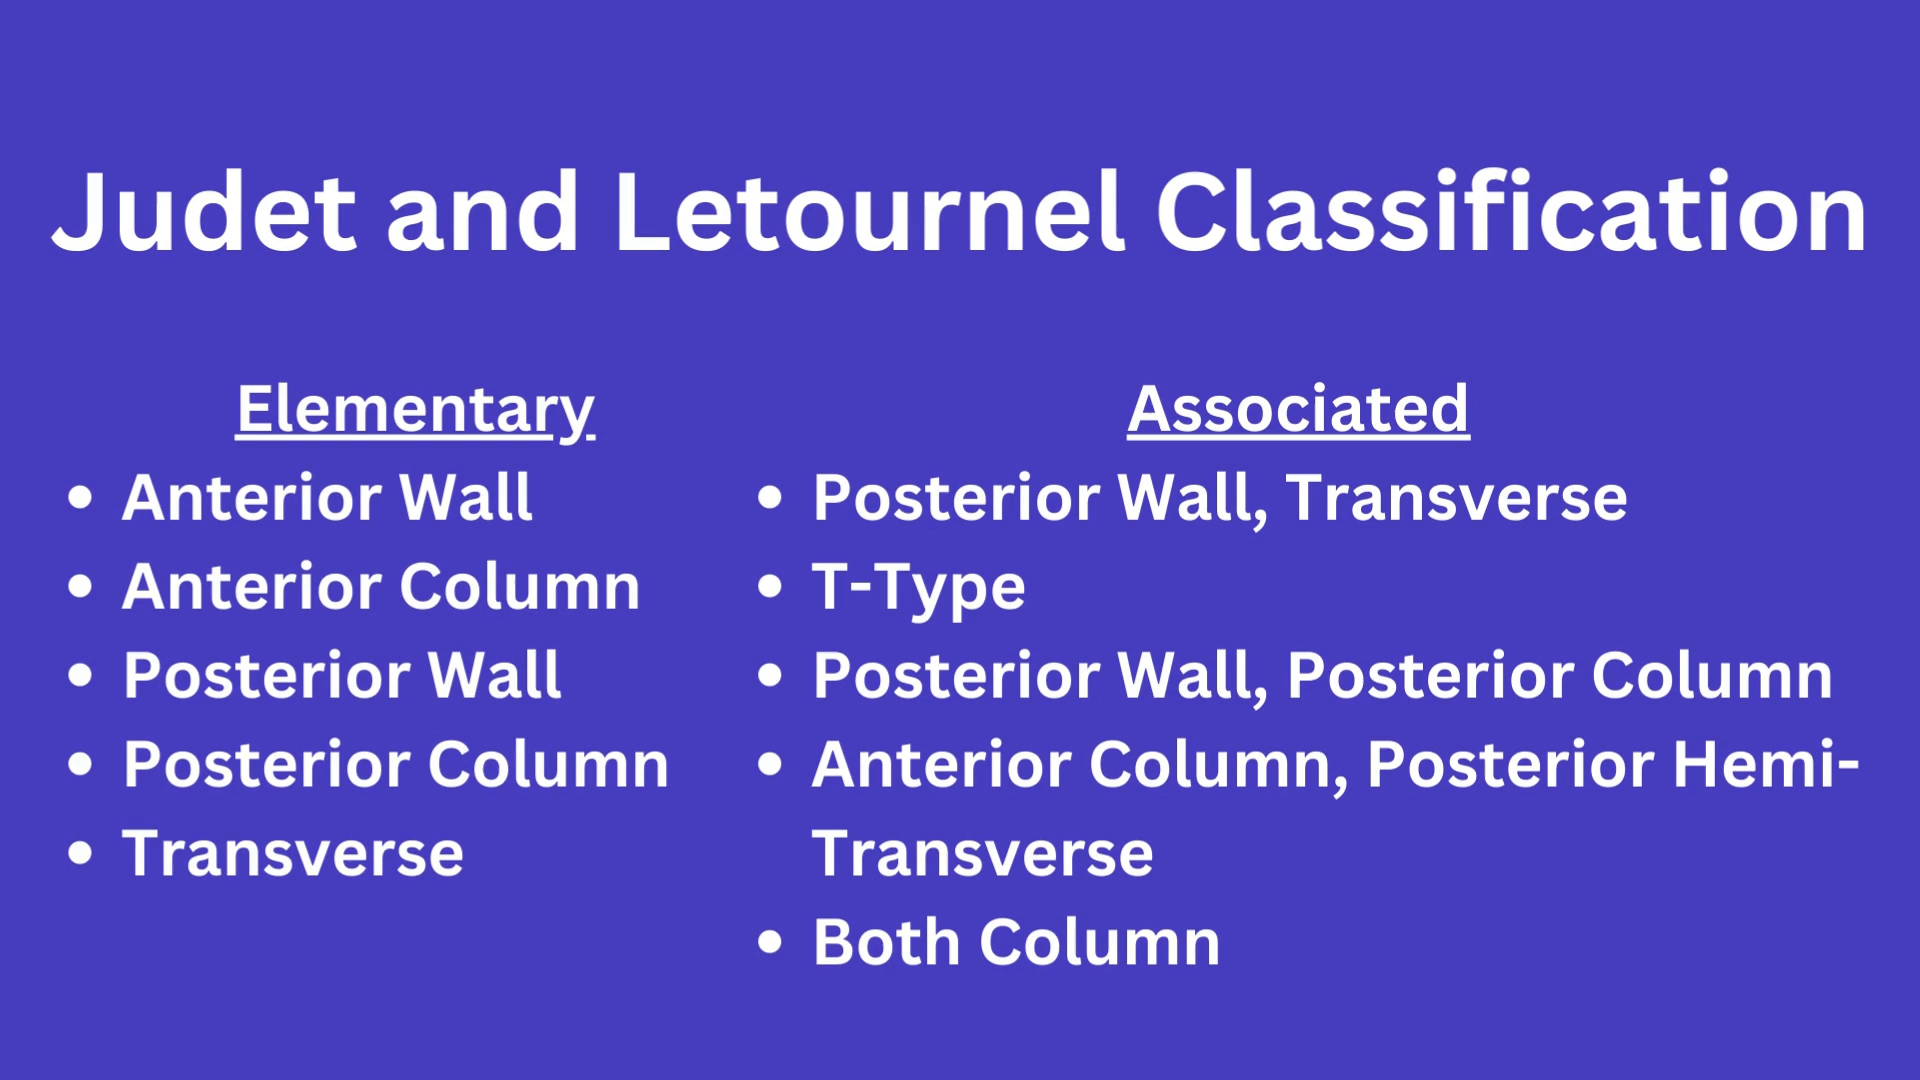 Judet and Letournel Classification
Elementary
• Anterior Wall
• Anterior Column
• Posterior Wall
• Posterior Column
• Transverse
Associated
• Posterior Wall, Transverse
• T-Type
• Posterior Wall, Posterior Column
• Anterior Column, Posterior Hemi-
Transverse
• Both Column